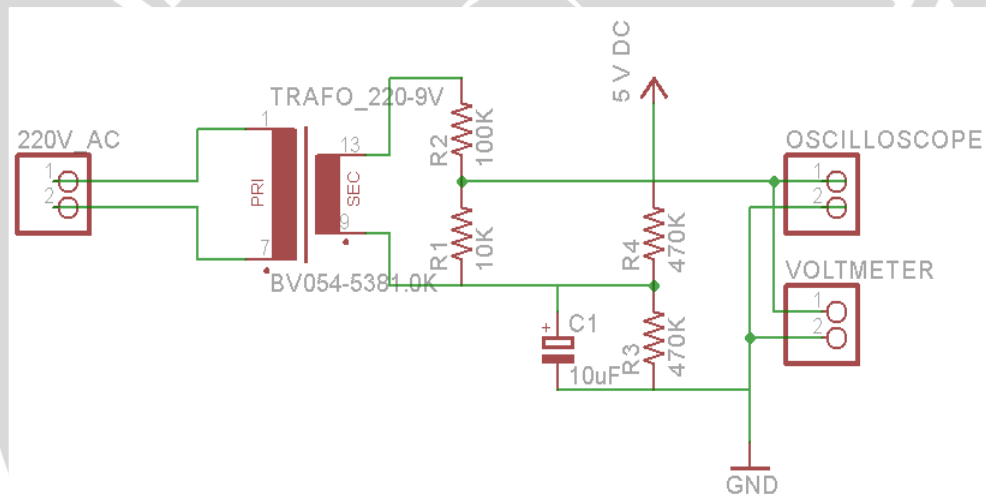 5 V DC
TRAFO_220-9V
220V_AC
1
2
1
7
PRI
SEC
13
9
BV054-5381.0K
R2
100K
R1
10K
R4
470K
R3
470K
C1
+
10uF
OSCILLOSCOPE
1
2
VOLTMETER
1
2
GND